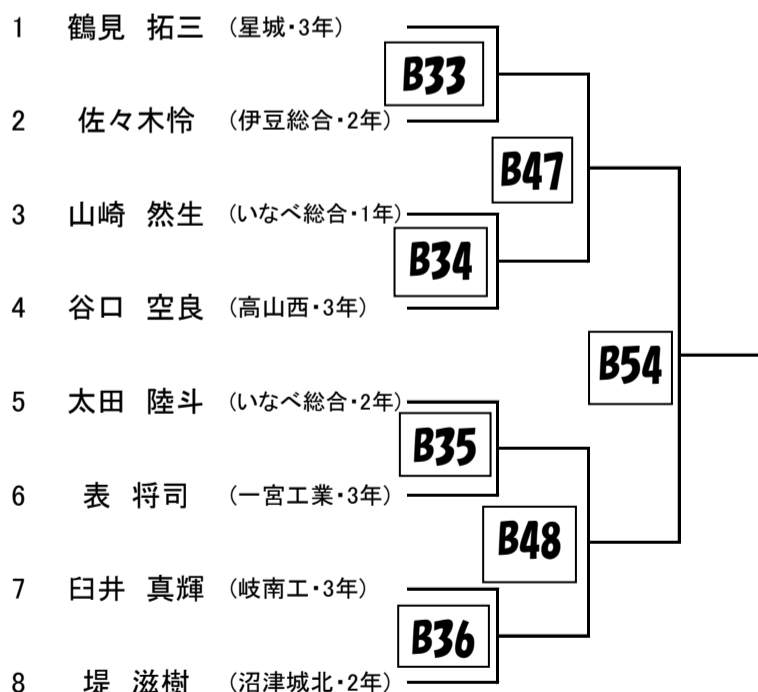 1 鶴見 拓三 (星城・3年)
B33
2 佐々木怜 (伊豆総合・2年)
B47
3 山崎 然生 (いなべ総合・1年)
B34
4 谷口 空良 (高山西・3年)
B54
5 太田 陸斗 (いなべ総合・2年)
B35
6 表 将司 (一宮工業・3年)
B48
7 臼井 真輝 (岐南工・3年)
B36
8 堤 滋樹 (沼津城北・2年)